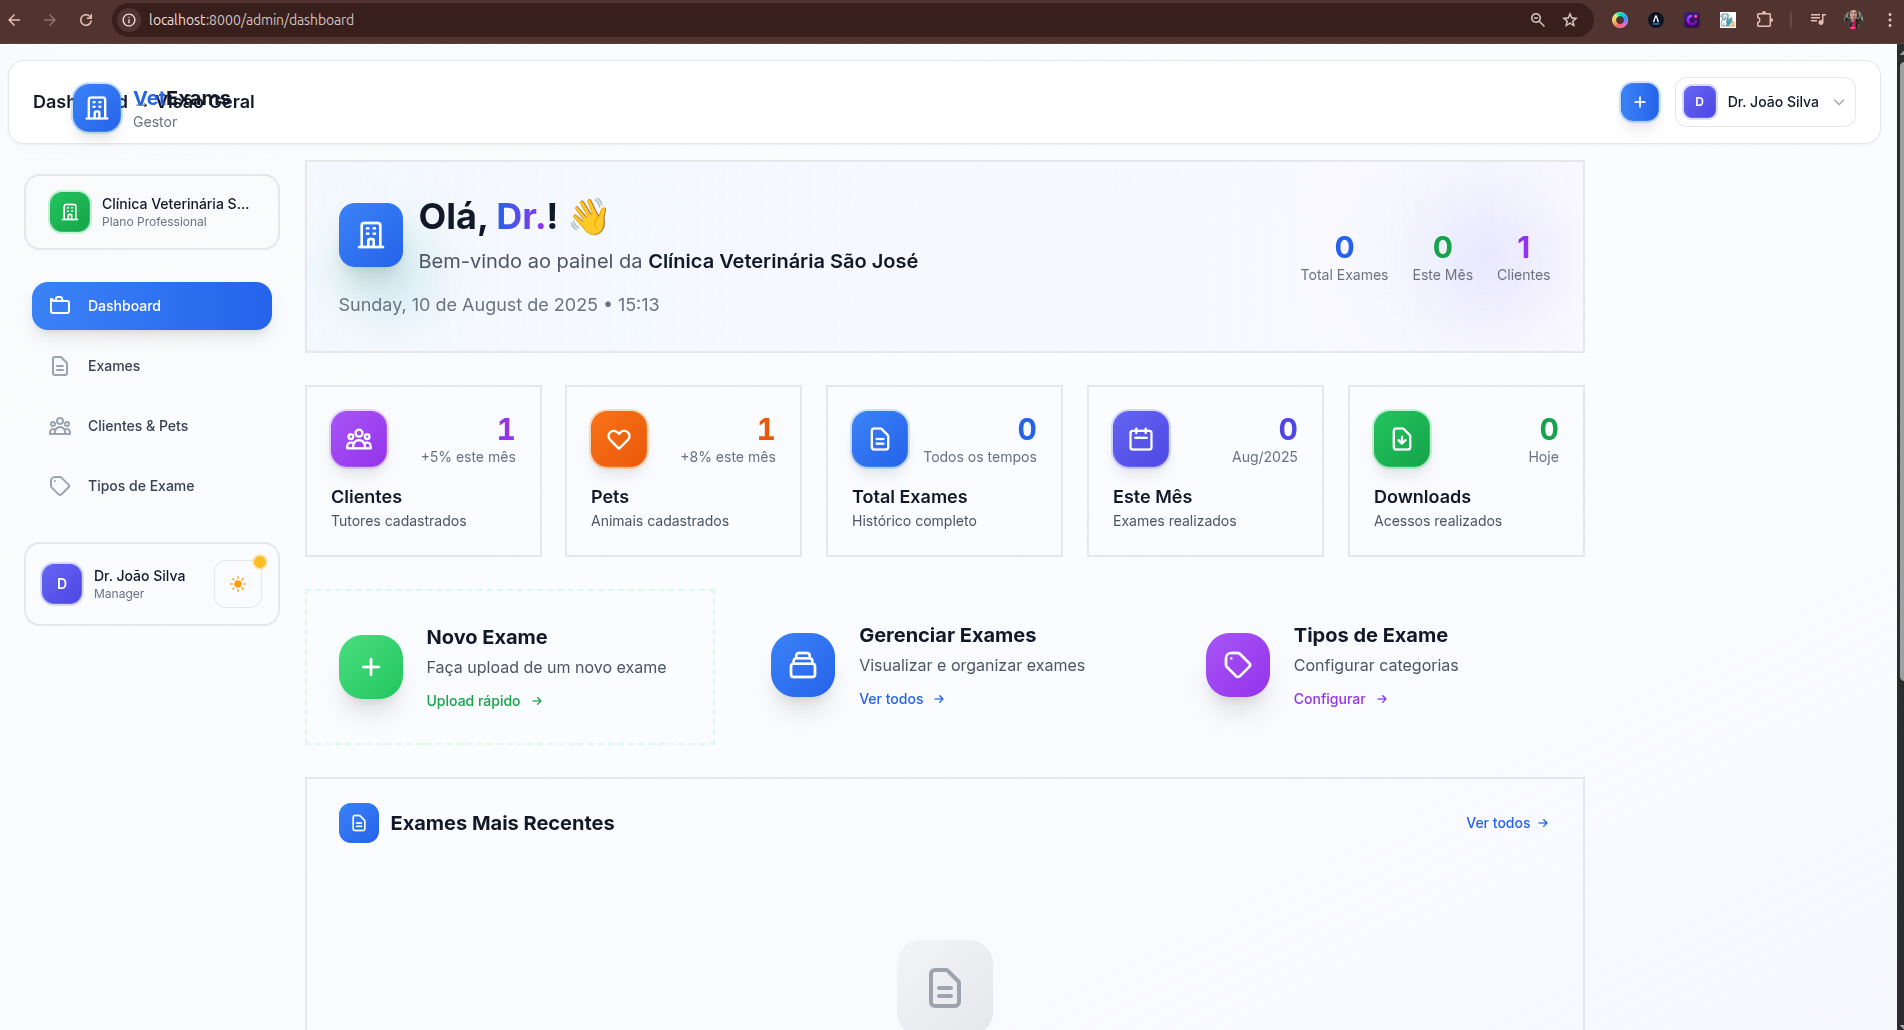 localhost:8000/admin/dashboard
Dashboard → Visão Geral
VetExams
Gestor
+
D
Dr. João Silva
Clínica Veterinária S...
Plano Professional
Dashboard
Exames
Clientes & Pets
Tipos de Exame
D
Dr. João Silva
Manager
Olá, Dr.! 👋
Bem-vindo ao painel da Clínica Veterinária São José
Sunday, 10 de August de 2025 • 15:13
0
Total Exames
0
Este Mês
1
Clientes
1
+5% este mês
Clientes
Tutores cadastrados
1
+8% este mês
Pets
Animais cadastrados
0
Todos os tempos
Total Exames
Histórico completo
0
Aug/2025
Este Mês
Exames realizados
0
Hoje
Downloads
Acessos realizados
Novo Exame
Faça upload de um novo exame
Upload rápido →
Gerenciar Exames
Visualizar e organizar exames
Ver todos →
Tipos de Exame
Configurar categorias
Configurar →
Exames Mais Recentes
Ver todos →